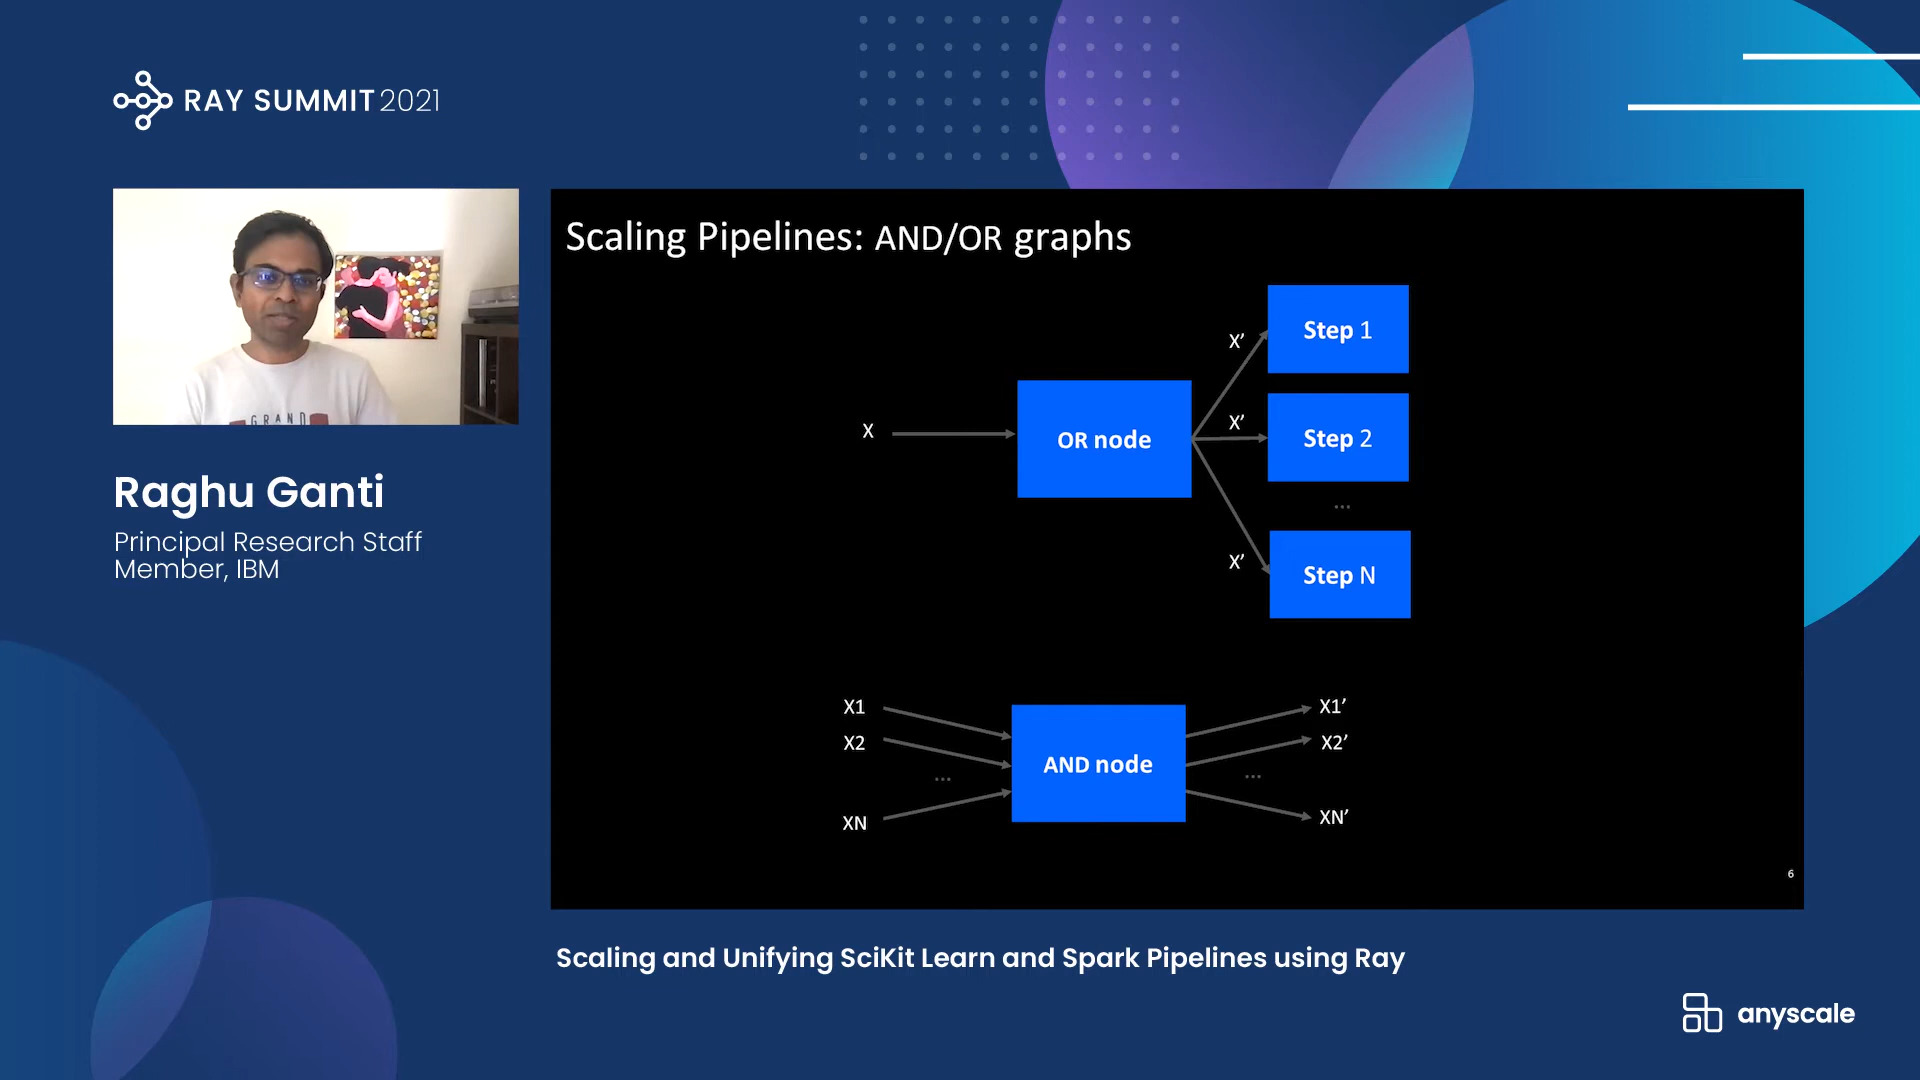 RAY SUMMIT 2021
GRAND
Raghu Ganti
Principal Research Staff
Member, IBM
Scaling Pipelines: AND/OR graphs
X
OR node
X’
X’
X’
Step 1
Step 2
...
Step N
X1
X2
...
XN
AND node
X1’
X2’
...
XN’
6
Scaling and Unifying SciKit Learn and Spark Pipelines using Ray
anyscale